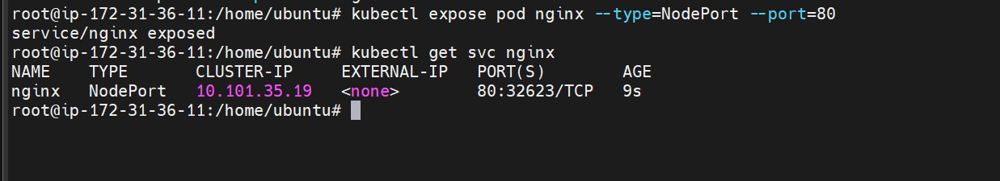 root@ip-172-31-36-11:/home/ubuntu# kubectl expose pod nginx --type=NodePort --port=80
service/nginx exposed
root@ip-172-31-36-11:/home/ubuntu# kubectl get svc nginx
NAME    TYPE       CLUSTER-IP     EXTERNAL-IP   PORT(S)        AGE
nginx   NodePort   10.101.35.19   <none>        80:32623/TCP   9s
root@ip-172-31-36-11:/home/ubuntu#